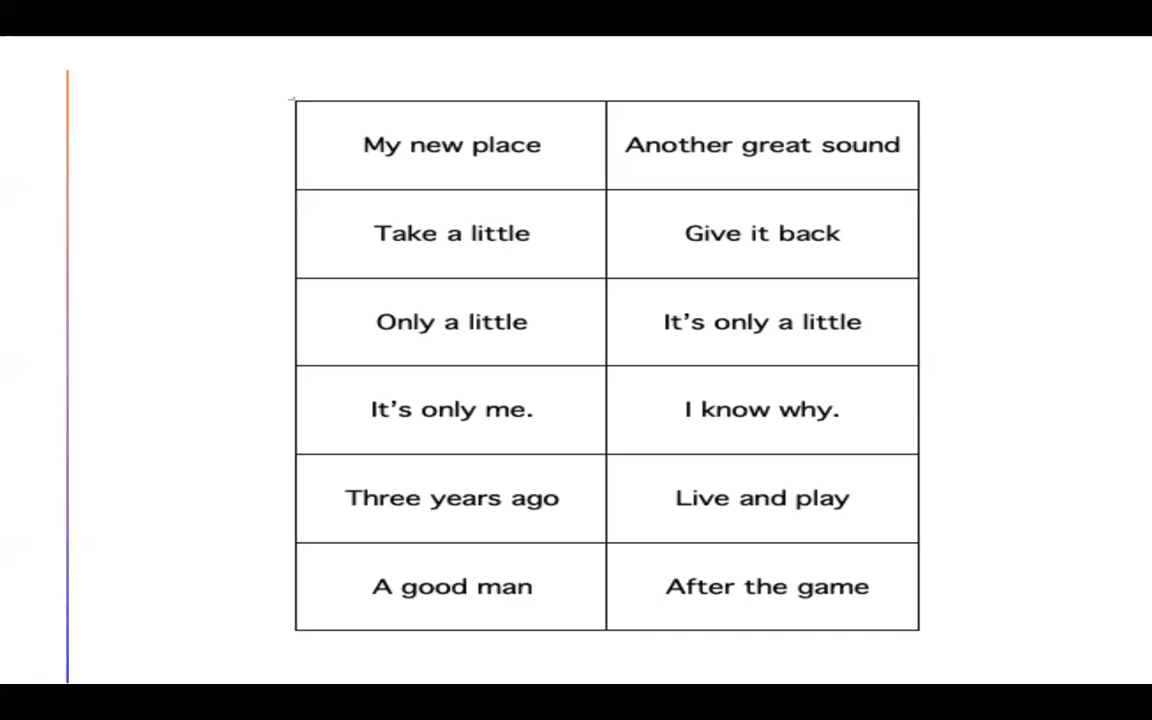 My new place
Another great sound
Take a little
Give it back
Only a little
It's only a little
It's only me.
I know why.
Three years ago
Live and play
A good man
After the game